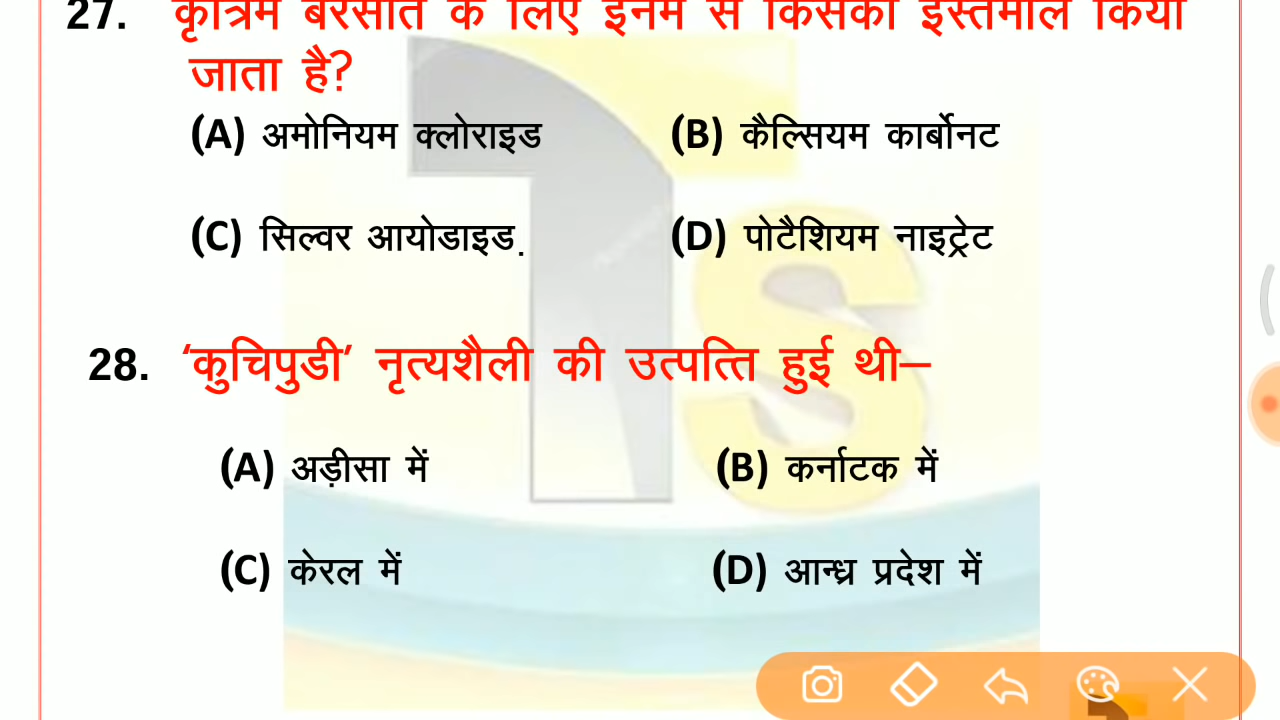 27. कृत्रिम बरसात के लिए इनमें से किसका इस्तेमाल किया
जाता है?
(A) अमोनियम क्लोराइड (B) कैल्सियम कार्बोनट
(C) सिल्वर आयोडाइड. (D) पोटैशियम नाइट्रेट
28. ‘कुचिपुडी’ नृत्यशैली की उत्पत्ति हुई थी–
(A) अड़ीसा में (B) कर्नाटक में
(C) केरल में (D) आन्ध्र प्रदेश में